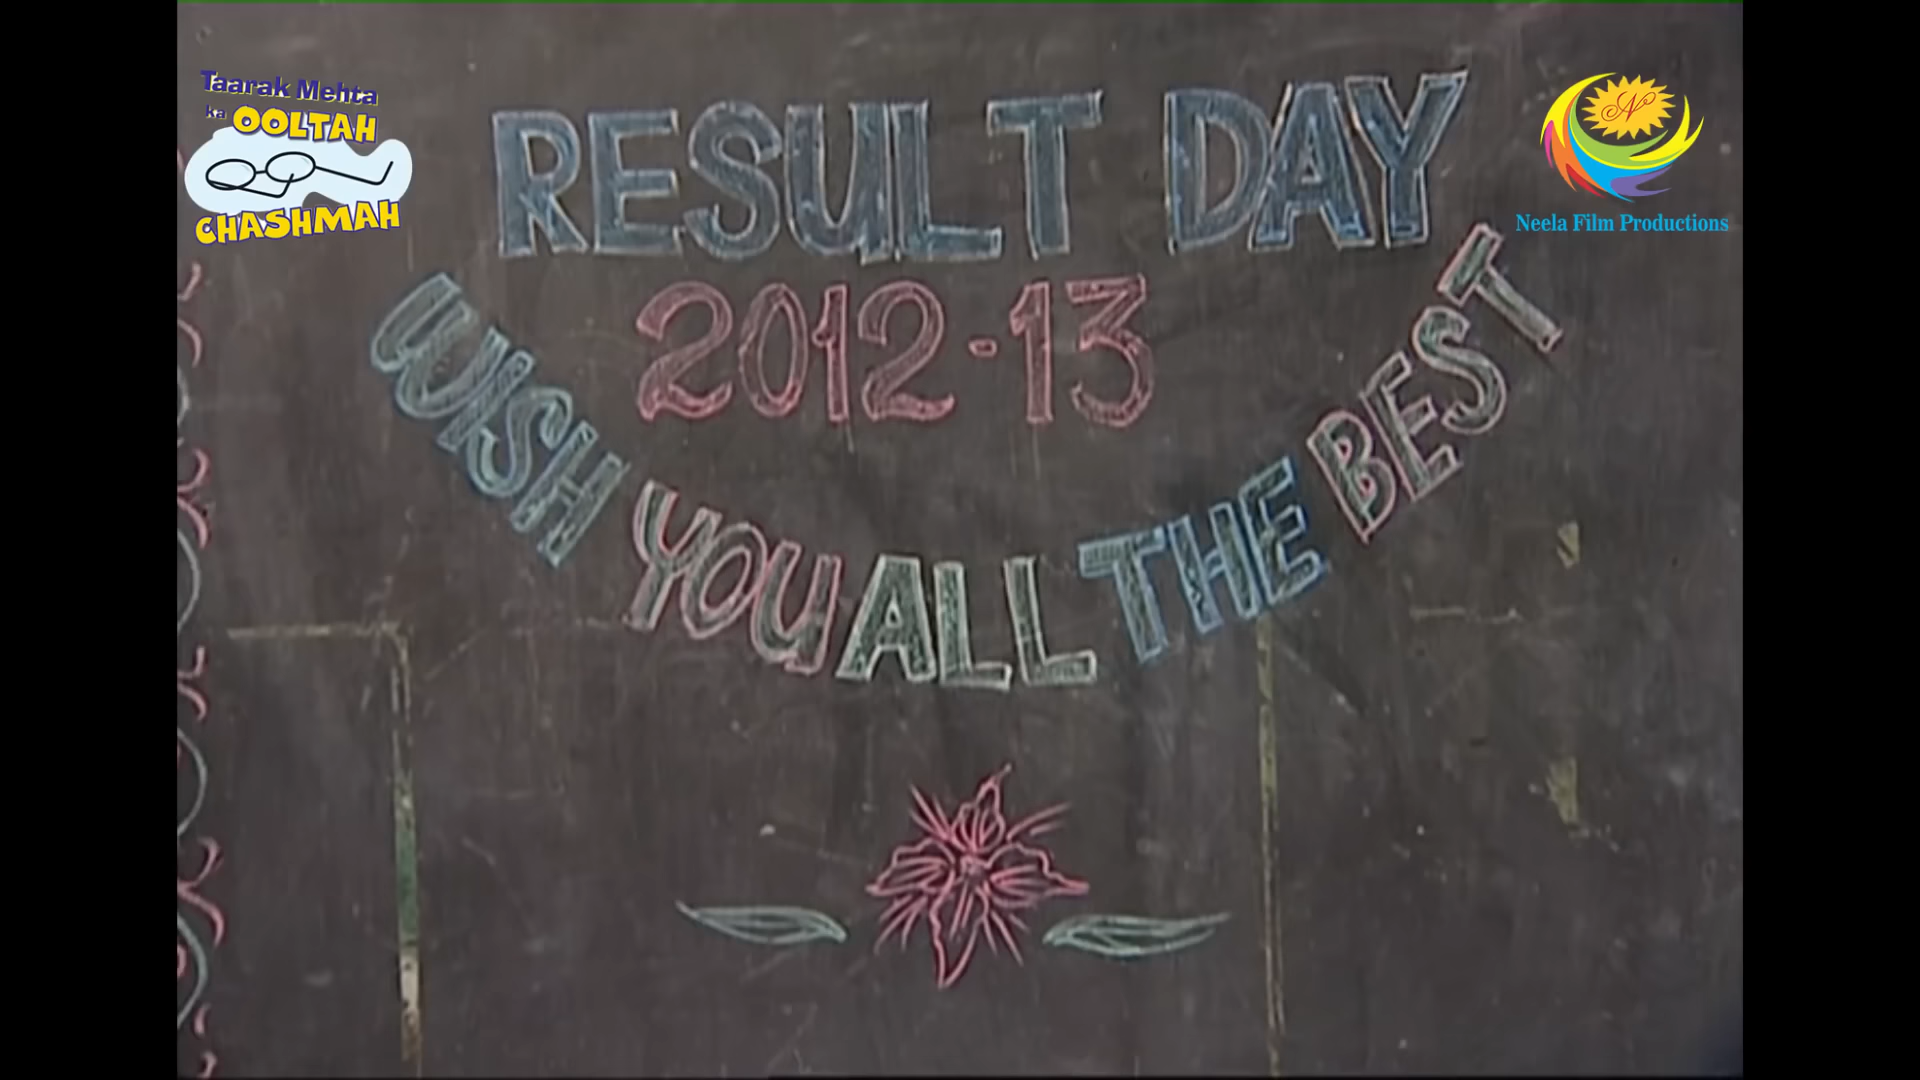 Taarak Mehta
ka OOLTAH
CHASHMAH
N
Neela Film Productions
RESULT DAY
2012-13
WISH YOU ALL THE BEST